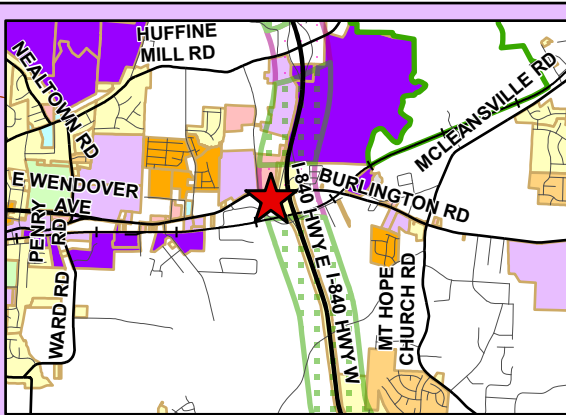 HUFFINE
MILL RD
NEALTOWN RD
MCLEANSVILLE RD
E WENDOVER
AVE
BURLINGTON RD
PENRY
RD
I-840 HWY E
I-840 HWY W
WARD RD
MT HOPE
CHURCH RD